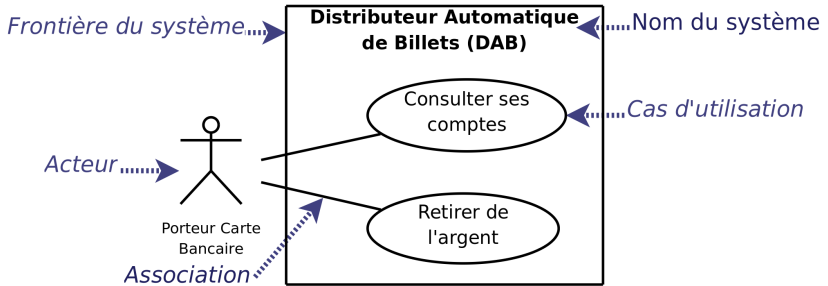 Frontière du système
Distributeur Automatique
de Billets (DAB)
Nom du système
Consulter ses
comptes
Cas d'utilisation
Acteur
Porteur Carte
Bancaire
Retirer de
l'argent
Association